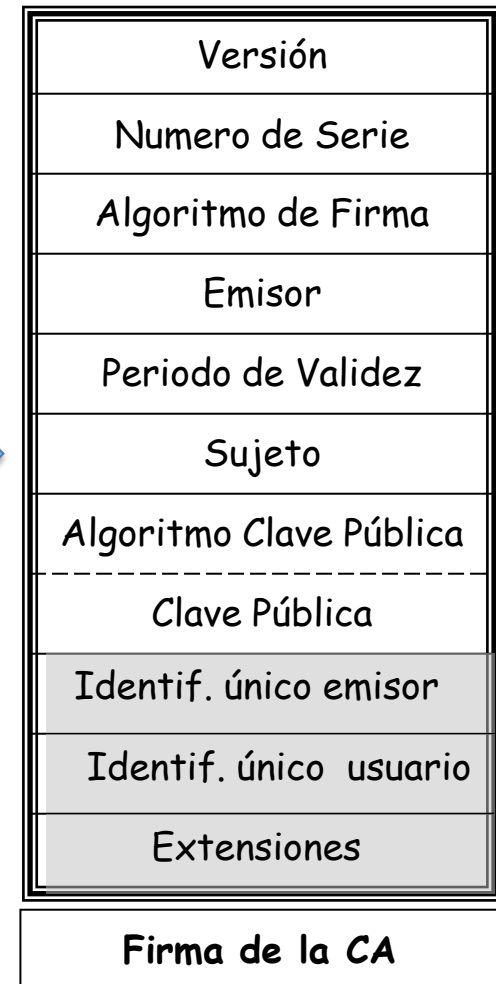 Versión
Numero de Serie
Algoritmo de Firma
Emisor
Periodo de Validez
Sujeto
Algoritmo Clave Pública
Clave Pública
Identif. único emisor
Identif. único usuario
Extensiones
Firma de la CA